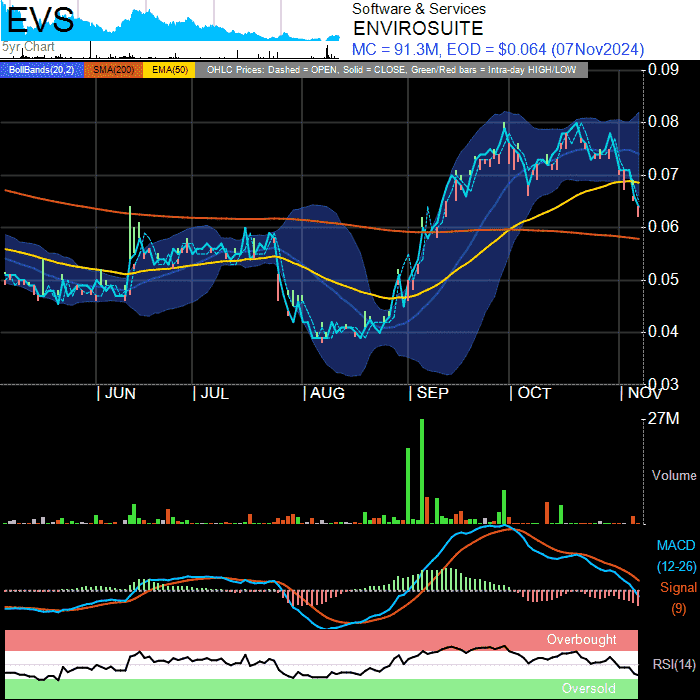 EVS
5yr Chart
Software & Services
ENVIROSUITE
MC = 91.3M, EOD = $0.064 (07Nov2024)
BollBands(20,2) SMA(200) EMA(50) OHLC Prices: Dashed = OPEN, Solid = CLOSE, Green/Red bars = Intra-day HIGH/LOW
0.09
0.08
0.07
0.06
0.05
0.04
0.03
JUN JUL AUG SEP OCT NOV
27M
Volume
MACD
(12-26)
Signal
(9)
Overbought
RSI(14)
Oversold